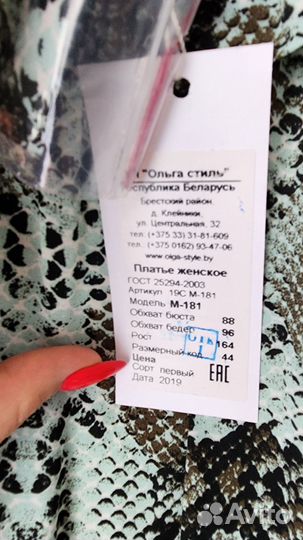 "Ольга стиль"
Республика Беларусь
Брестский район,
д. Клейники,
ул. Центральная, 32
тел. (+375 33) 31-81-609
тел. (+375 0162) 93-47-06
www.olga-style.by
Платье женское
ГОСТ 25294-2003
Артикул 19С М-181
Модель М-181
Обхват бюста 88
Обхват бедер 96
Рост 164
Размерный код 44
Цена
Сорт первый
Дата 2019
EAC
Avito